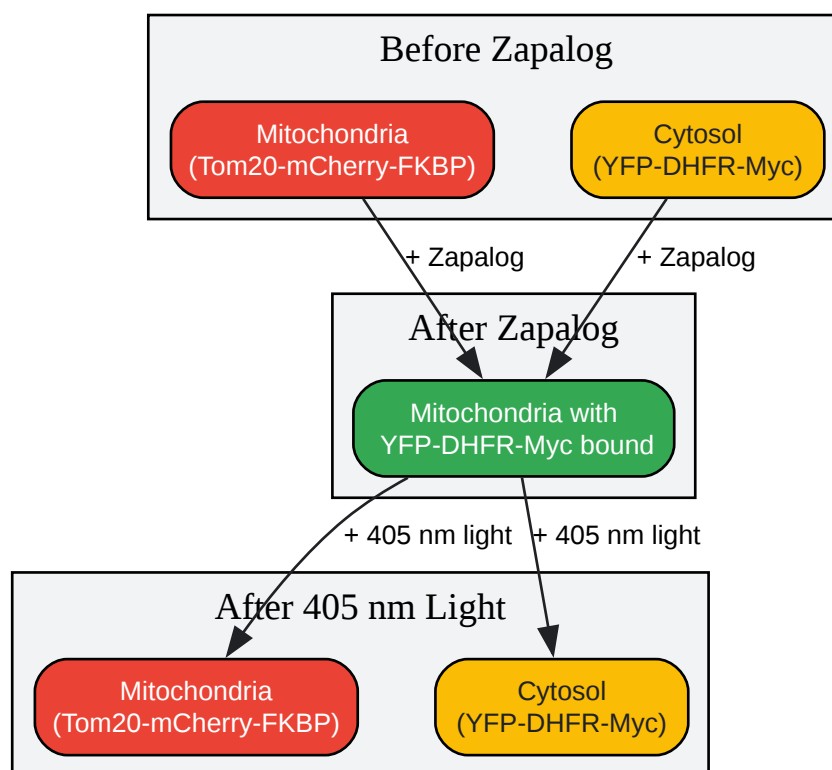 Before Zapalog
Mitochondria
(Tom20-mCherry-FKBP)
Cytosol
(YFP-DHFR-Myc)
+ Zapalog
+ Zapalog
After Zapalog
Mitochondria with
YFP-DHFR-Myc bound
+ 405 nm light
+ 405 nm light
After 405 nm Light
Mitochondria
(Tom20-mCherry-FKBP)
Cytosol
(YFP-DHFR-Myc)